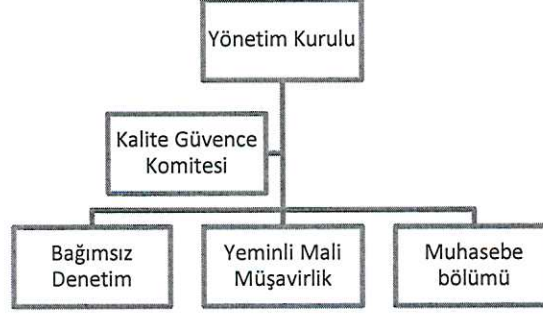 Yönetim Kurulu
Kalite Güvence
Komitesi
Bağımsız
Denetim
Yeminli Mali
Müşavirlik
Muhasebe
bölümü